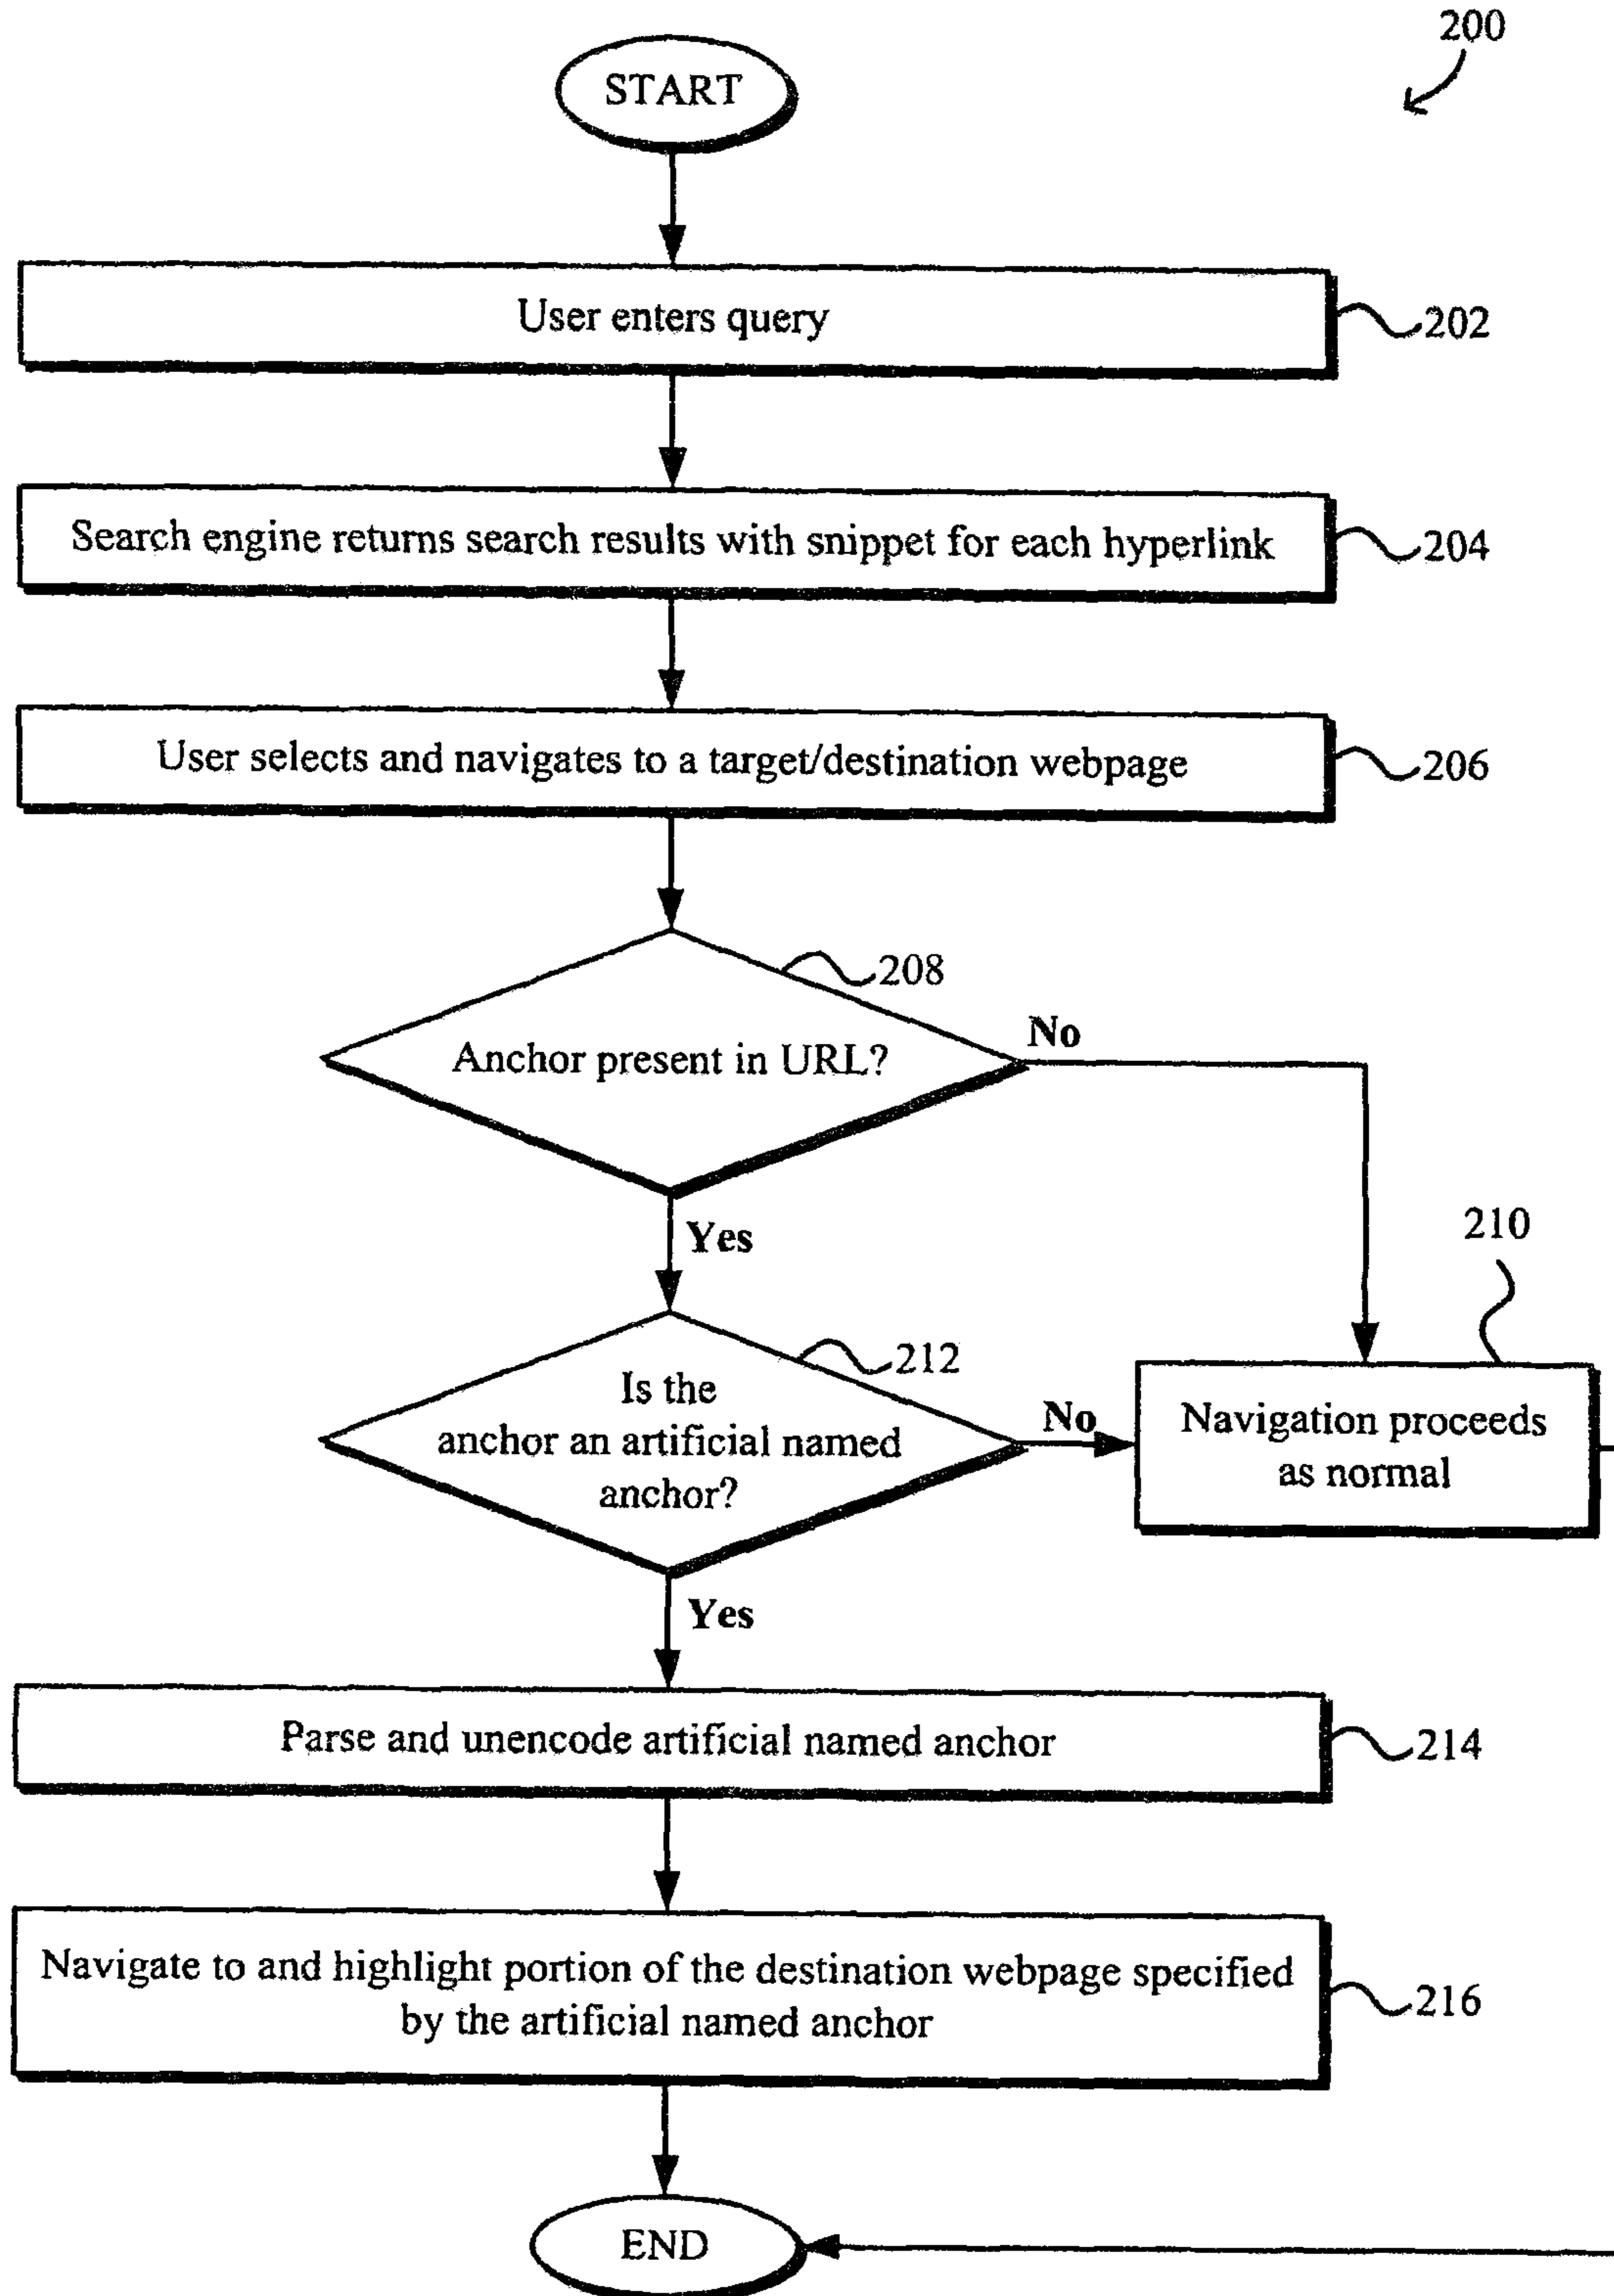 200
START
User enters query
202
Search engine returns search results with snippet for each hyperlink
204
User selects and navigates to a target/destination webpage
206
208
Anchor present in URL?
No
Yes
210
212
Is the
anchor an artificial named
anchor?
No
Navigation proceeds
as normal
Yes
Parse and unencode artificial named anchor
214
Navigate to and highlight portion of the destination webpage specified
by the artificial named anchor
216
END